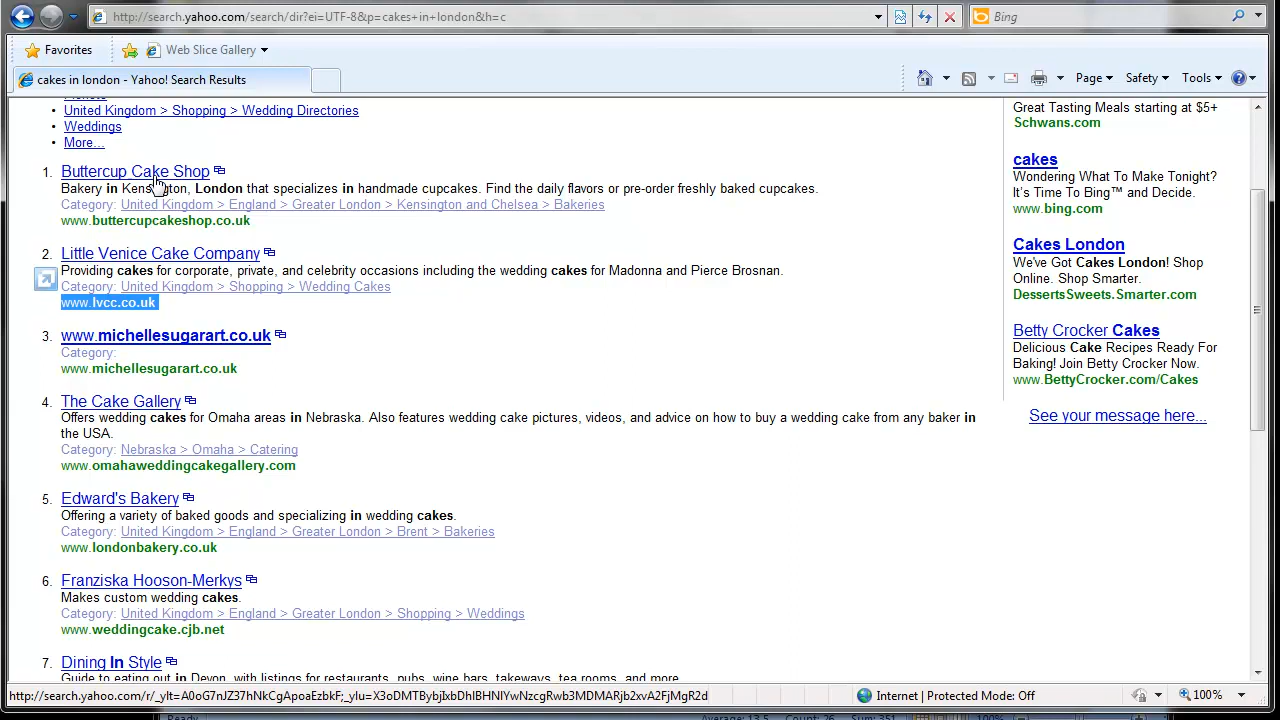 http://search.yahoo.com/search/dir?ei=UTF-8&p=cakes+in+london&h=c
Bing
Favorites
Web Slice Gallery
cakes in london - Yahoo! Search Results
Page
Safety
Tools
• United Kingdom > Shopping > Wedding Directories
• Weddings
• More...
1. Buttercup Cake Shop
Bakery in Kensington, London that specializes in handmade cupcakes. Find the daily flavors or pre-order freshly baked cupcakes.
Category: United Kingdom > England > Greater London > Kensington and Chelsea > Bakeries
www.buttercupcakeshop.co.uk
2. Little Venice Cake Company
Providing cakes for corporate, private, and celebrity occasions including the wedding cakes for Madonna and Pierce Brosnan.
Category: United Kingdom > Shopping > Wedding Cakes
www.lvcc.co.uk
3. www.michellesugarart.co.uk
Category:
www.michellesugarart.co.uk
4. The Cake Gallery
Offers wedding cakes for Omaha areas in Nebraska. Also features wedding cake pictures, videos, and advice on how to buy a wedding cake from any baker in
the USA.
Category: Nebraska > Omaha > Catering
www.omahaweddingcakegallery.com
5. Edward's Bakery
Offering a variety of baked goods and specializing in wedding cakes.
Category: United Kingdom > England > Greater London > Brent > Bakeries
www.londonbakery.co.uk
6. Franziska Hooson-Merkys
Makes custom wedding cakes.
Category: United Kingdom > England > Greater London > Shopping > Weddings
www.weddingcake.cjb.net
7. Dining In Style
Guide to eating out in Devon, with listings for restaurants, pubs, wine bars, takeways, tea rooms, and more.
Great Tasting Meals starting at $5+
Schwans.com
cakes
Wondering What To Make Tonight?
It's Time To Bing™ and Decide.
www.bing.com
Cakes London
We've Got Cakes London! Shop
Online. Shop Smarter.
DessertsSweets.Smarter.com
Betty Crocker Cakes
Delicious Cake Recipes Ready For
Baking! Join Betty Crocker Now.
www.BettyCrocker.com/Cakes
See your message here...
Internet | Protected Mode: Off
100%
Ready
Average: 13.5
Count: 26
Sum: 351